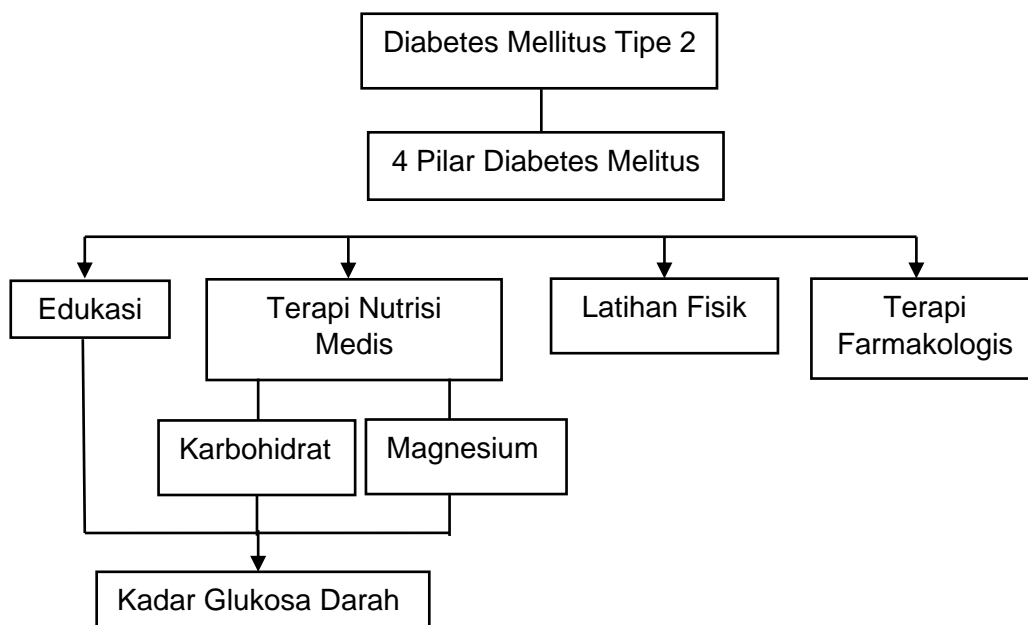 Diabetes Mellitus Tipe 2
4 Pilar Diabetes Melitus
Edukasi
Terapi Nutrisi
Medis
Latihan Fisik
Terapi
Farmakologis
Karbohidrat
Magnesium
Kadar Glukosa Darah